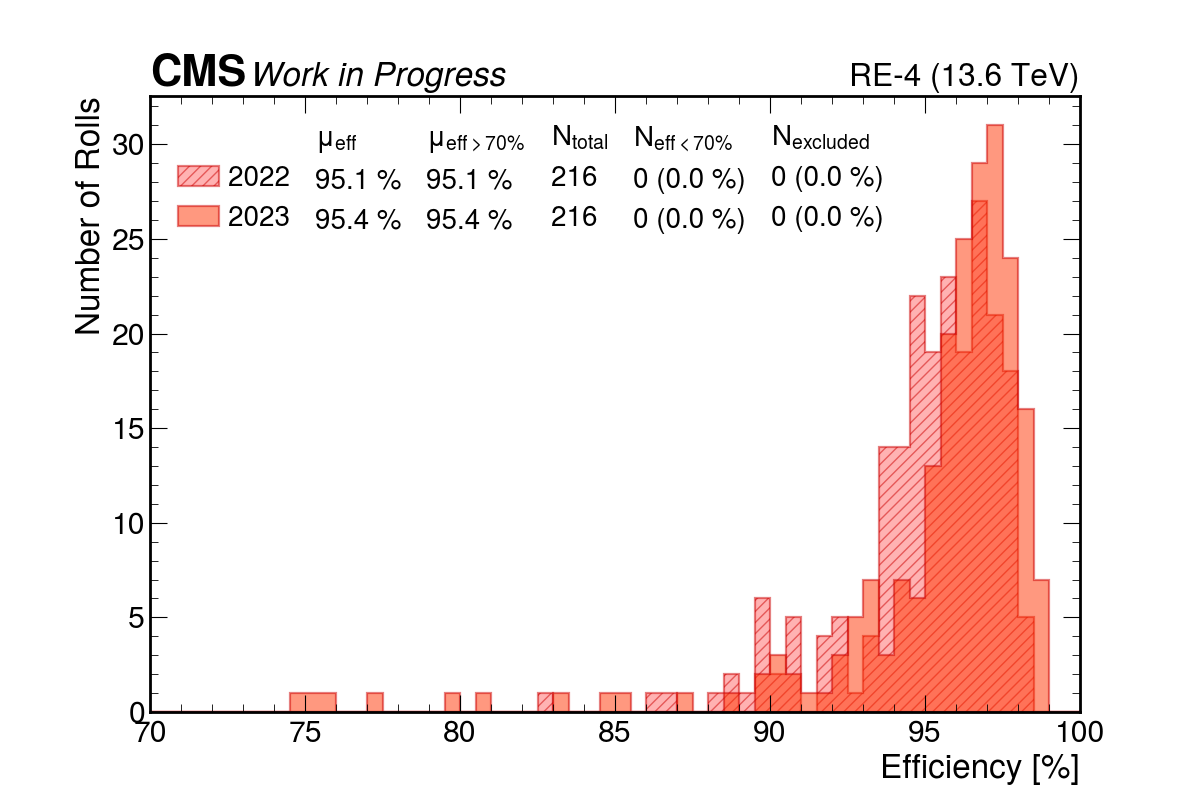 CMS Work in Progress RE-4 (13.6 TeV)
Number of Rolls
μeff μeff > 70% Ntotal Neff < 70% Nexcluded
2022 95.1 % 95.1 % 216 0 (0.0 %) 0 (0.0 %)
2023 95.4 % 95.4 % 216 0 (0.0 %) 0 (0.0 %)
30
25
20
15
10
5
0
70 75 80 85 90 95 100
Efficiency [%]